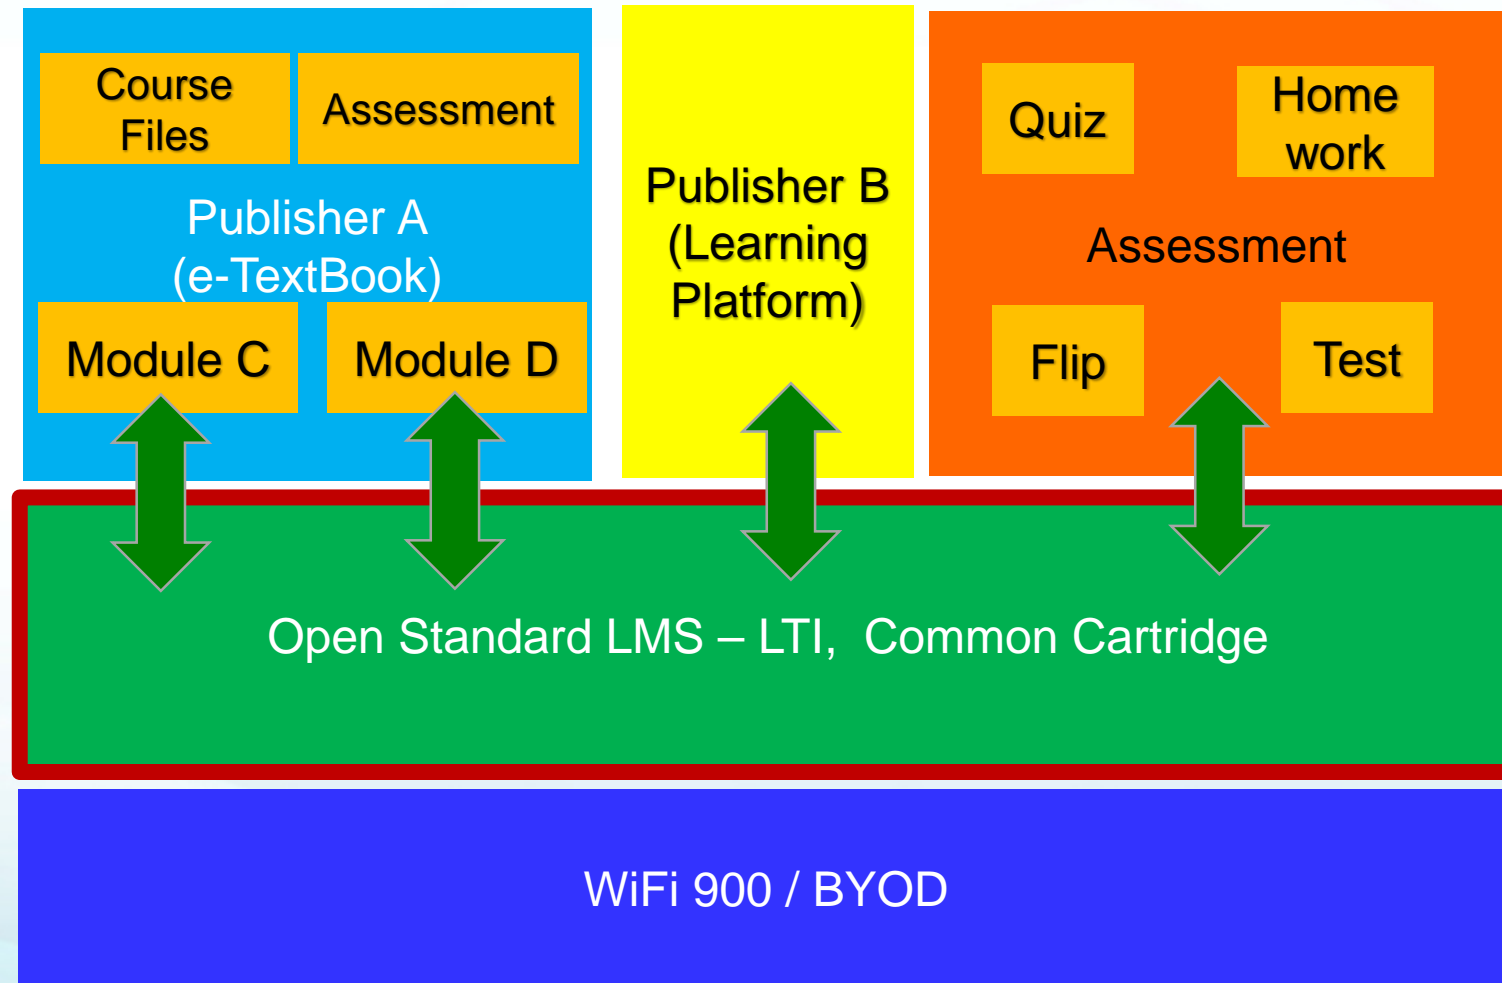 Course
Files
Assessment
Publisher A
(e-TextBook)
Module C
Module D
Publisher B
(Learning
Platform)
Quiz
Home
work
Assessment
Flip
Test
Open Standard LMS – LTI,  Common Cartridge
WiFi 900 / BYOD